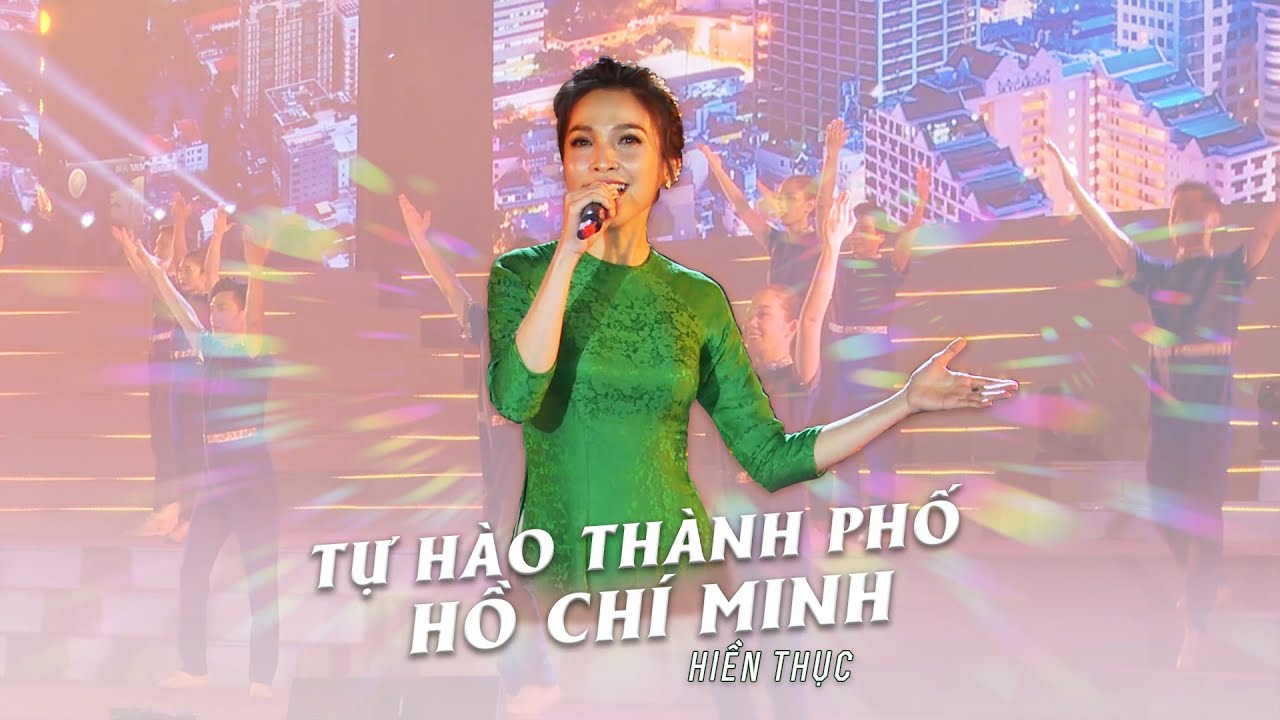 TỰ HÀO THÀNH PHỐ
HỒ CHÍ MINH
HIỀN THỤC